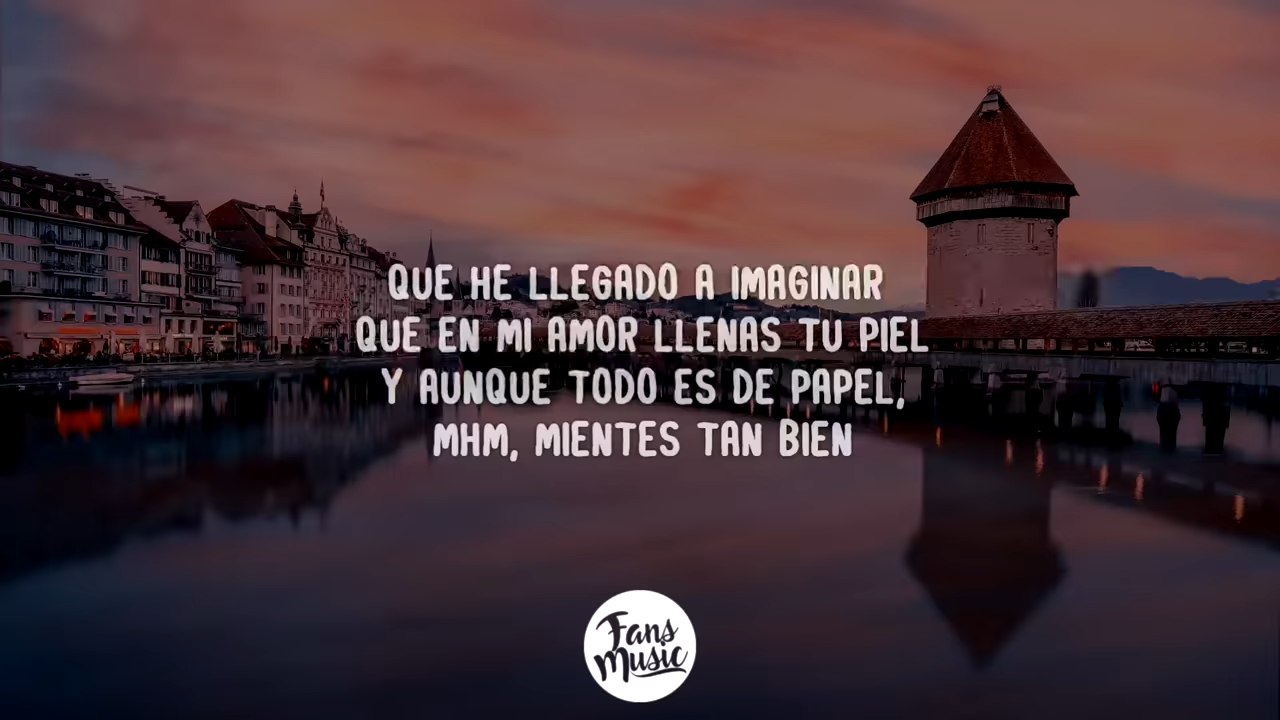 QUE HE LLEGADO A IMAGINAR
QUE EN MI AMOR LLENAS TU PIEL
Y AUNQUE TODO ES DE PAPEL,
MHM, MIENTES TAN BIEN
Fans
Music